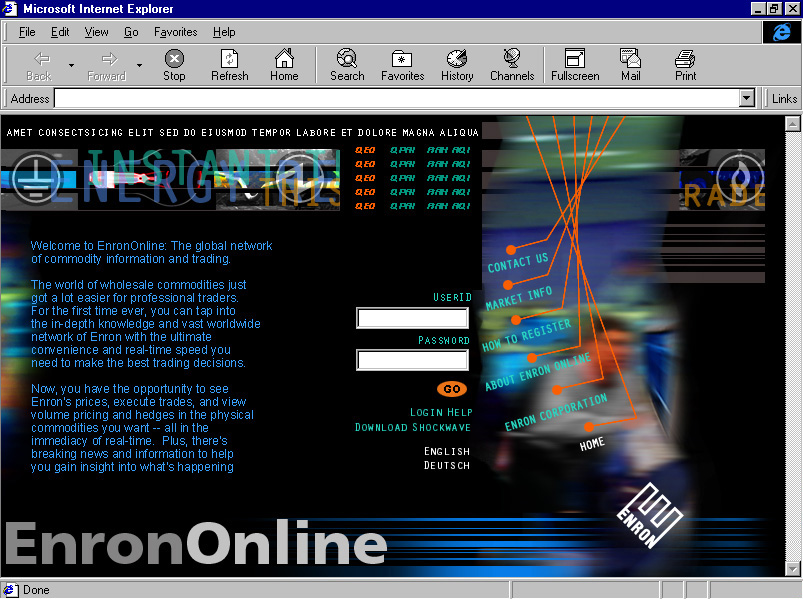 Microsoft Internet Explorer
File Edit View Go Favorites Help
Back Forward Stop Refresh Home Search Favorites History Channels Fullscreen Mail Print
Address Links
AMET CONSECTSICING ELIT SED DO EIUSMOD TEMPOR LABORE ET DOLORE MAGNA ALIQUA
ENERGY
Welcome to EnronOnline: The global network
of commodity information and trading.
The world of wholesale commodities just
got a lot easier for professional traders.
For the first time ever, you can tap into
the in-depth knowledge and vast worldwide
network of Enron with the ultimate
convenience and real-time speed you
need to make the best trading decisions.
Now, you have the opportunity to see
Enron's prices, execute trades, and view
volume pricing and hedges in the physical
commodities you want -- all in the
immediacy of real-time. Plus, there's
breaking news and information to help
you gain insight into what's happening
USERID
PASSWORD
GO
LOGIN HELP
DOWNLOAD SHOCKWAVE
ENGLISH
DEUTSCH
CONTACT US
MARKET INFO
HOW TO REGISTER
ABOUT ENRON ONLINE
ENRON CORPORATION
HOME
ENRON
EnronOnline
Done